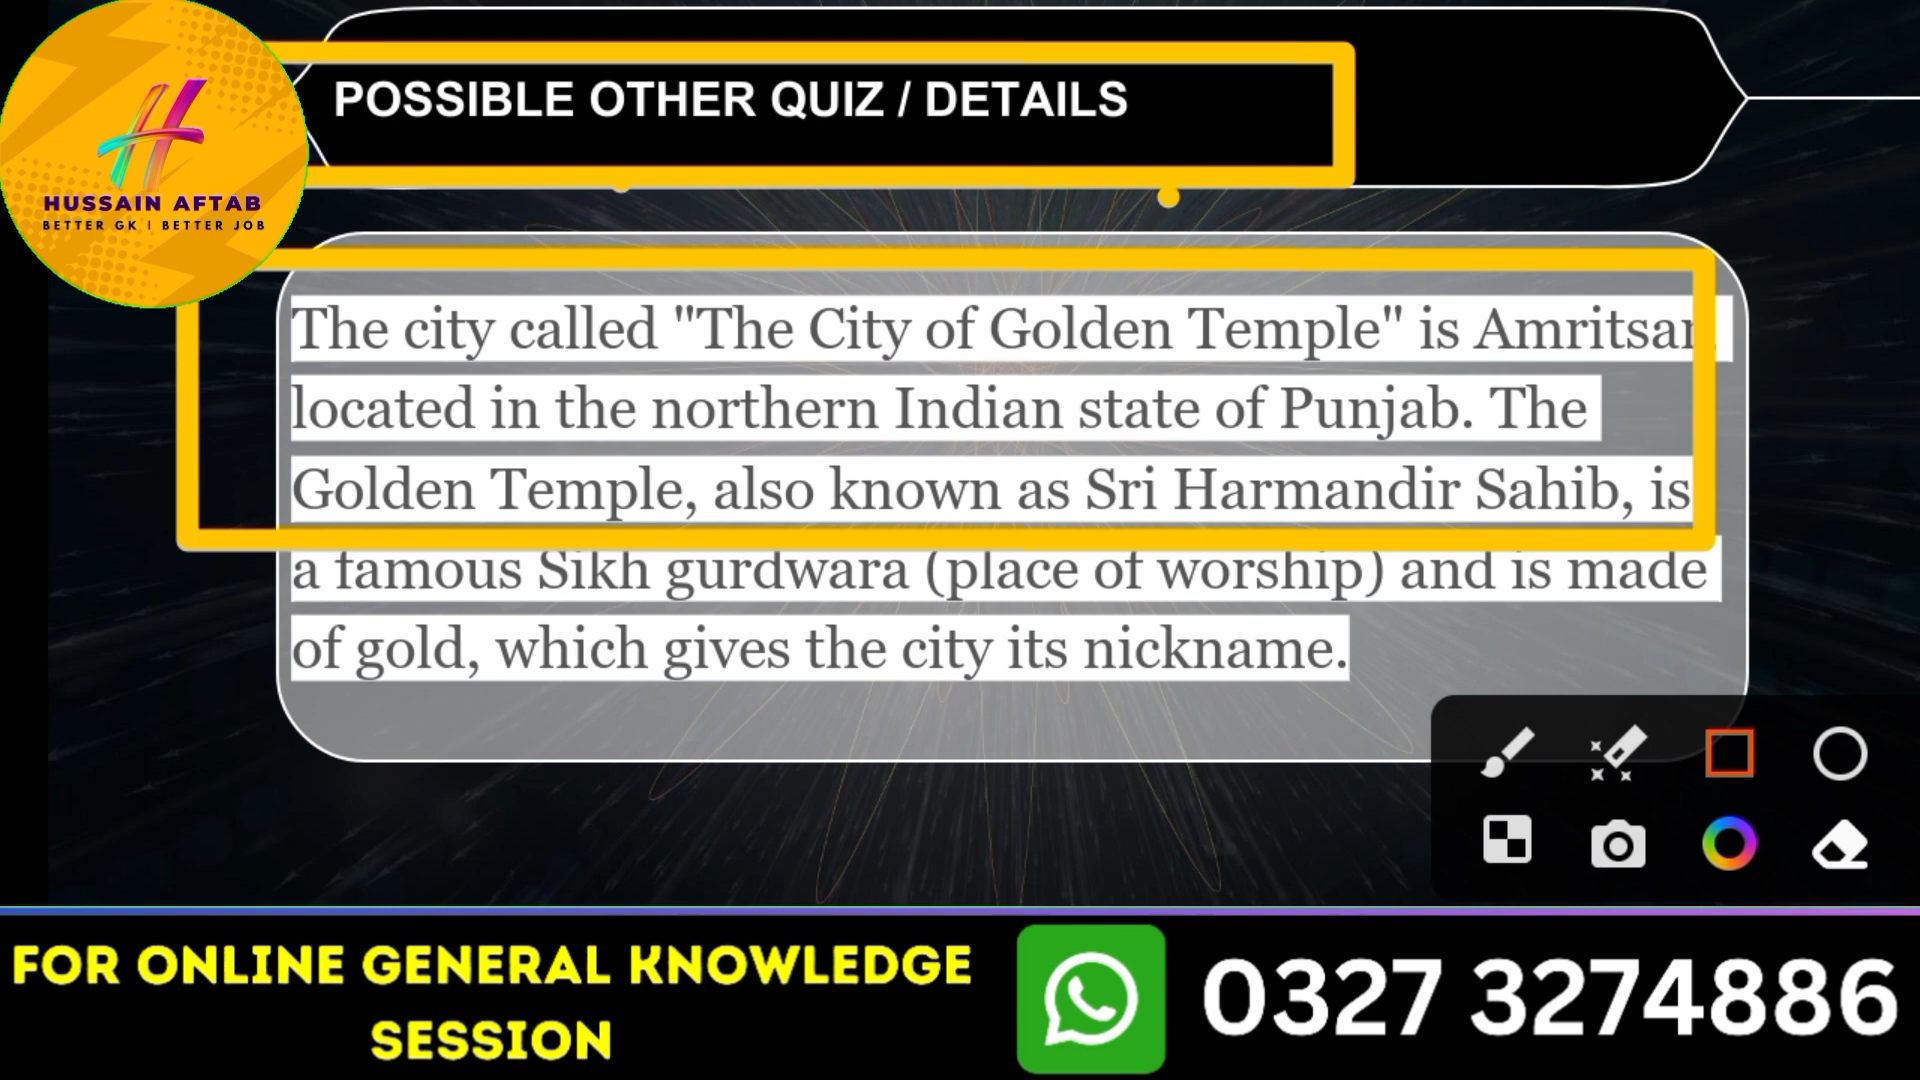 POSSIBLE OTHER QUIZ / DETAILS
HUSSAIN AFTAB
BETTER GK | BETTER JOB
The city called "The City of Golden Temple" is Amritsar
located in the northern Indian state of Punjab. The
Golden Temple, also known as Sri Harmandir Sahib, is
a famous Sikh gurdwara (place of worship) and is made
of gold, which gives the city its nickname.
FOR ONLINE GENERAL KNOWLEDGE
SESSION
0327 3274886